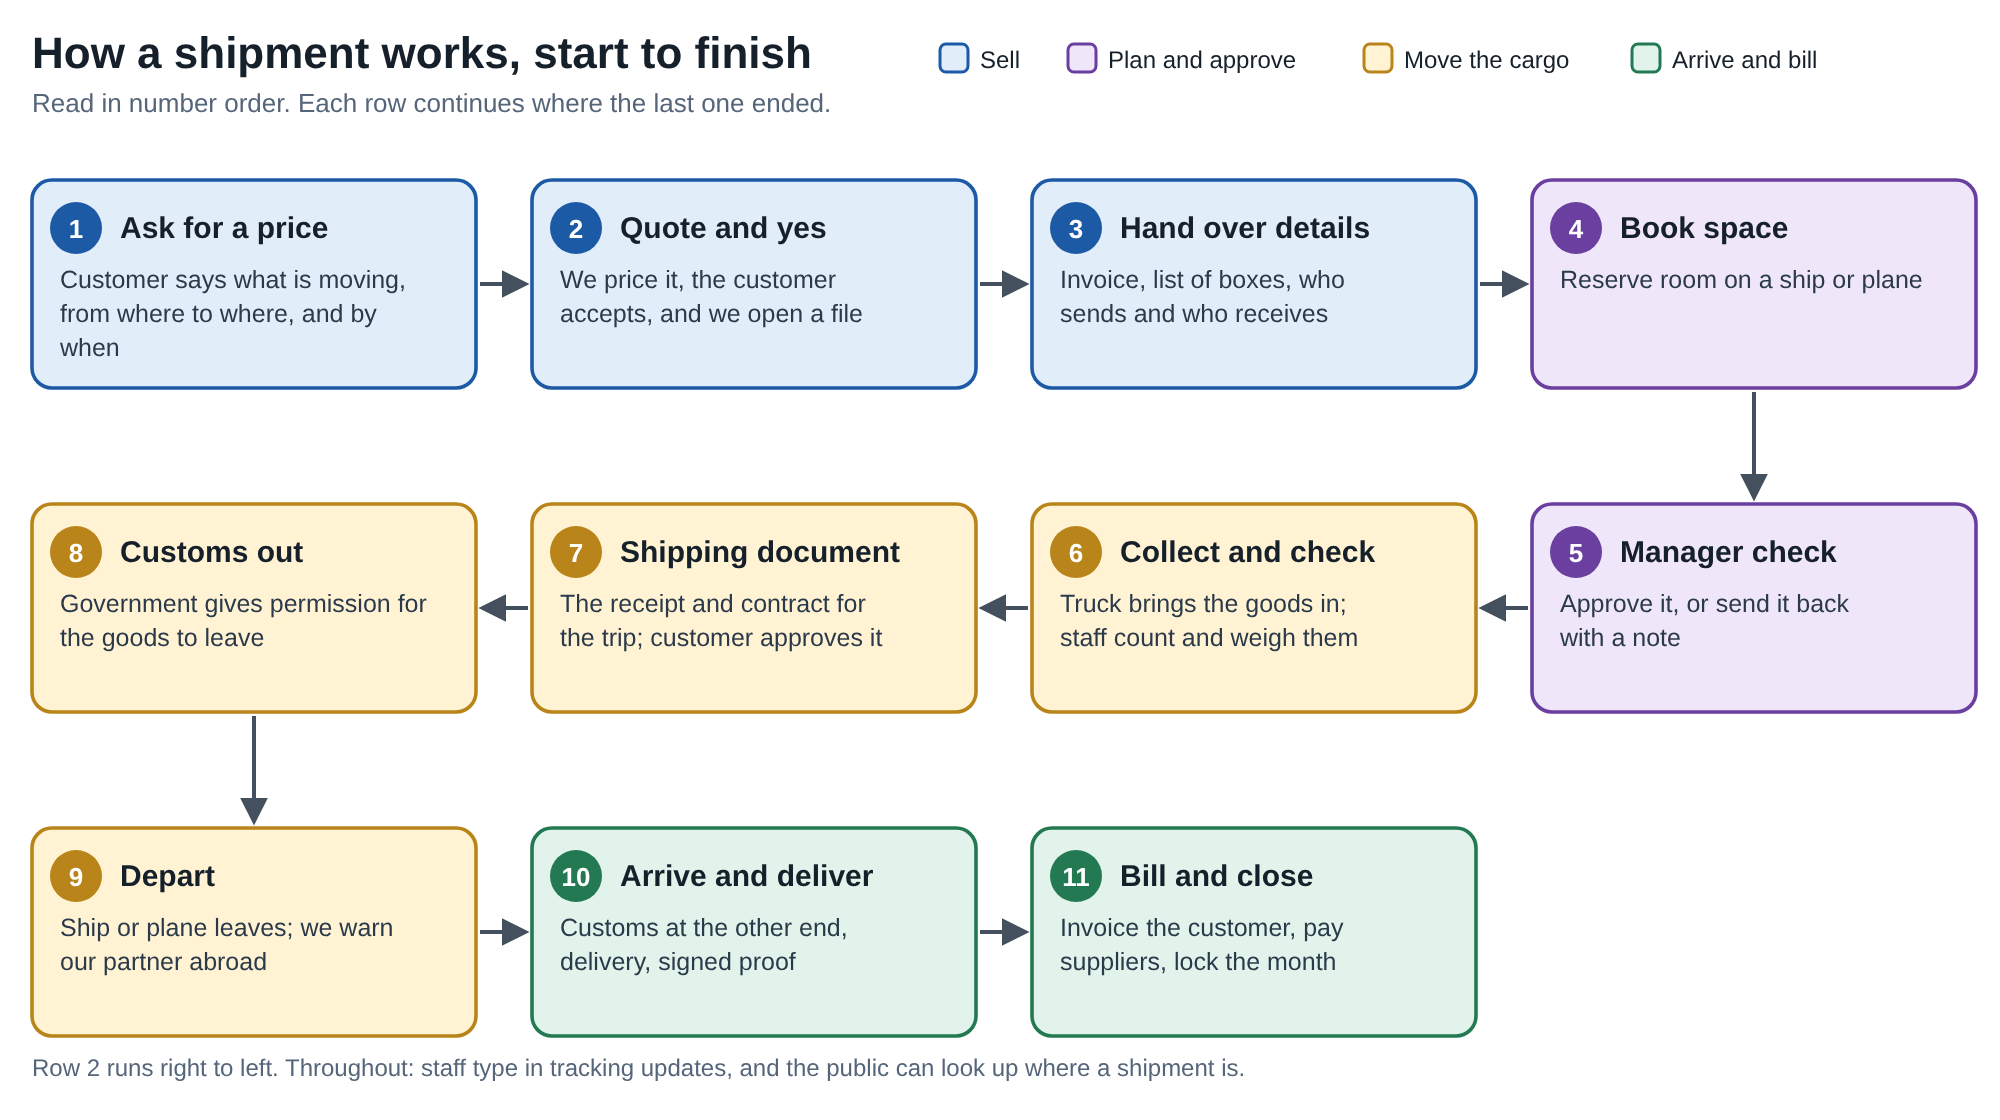 How a shipment works, start to finish
Read in number order. Each row continues where the last one ended.
Sell
Plan and approve
Move the cargo
Arrive and bill
1 Ask for a price
Customer says what is moving,
from where to where, and by
when
2 Quote and yes
We price it, the customer
accepts, and we open a file
3 Hand over details
Invoice, list of boxes, who
sends and who receives
4 Book space
Reserve room on a ship or plane
5 Manager check
Approve it, or send it back
with a note
6 Collect and check
Truck brings the goods in;
staff count and weigh them
7 Shipping document
The receipt and contract for
the trip; customer approves it
8 Customs out
Government gives permission for
the goods to leave
9 Depart
Ship or plane leaves; we warn
our partner abroad
10 Arrive and deliver
Customs at the other end,
delivery, signed proof
11 Bill and close
Invoice the customer, pay
suppliers, lock the month
Row 2 runs right to left. Throughout: staff type in tracking updates, and the public can look up where a shipment is.